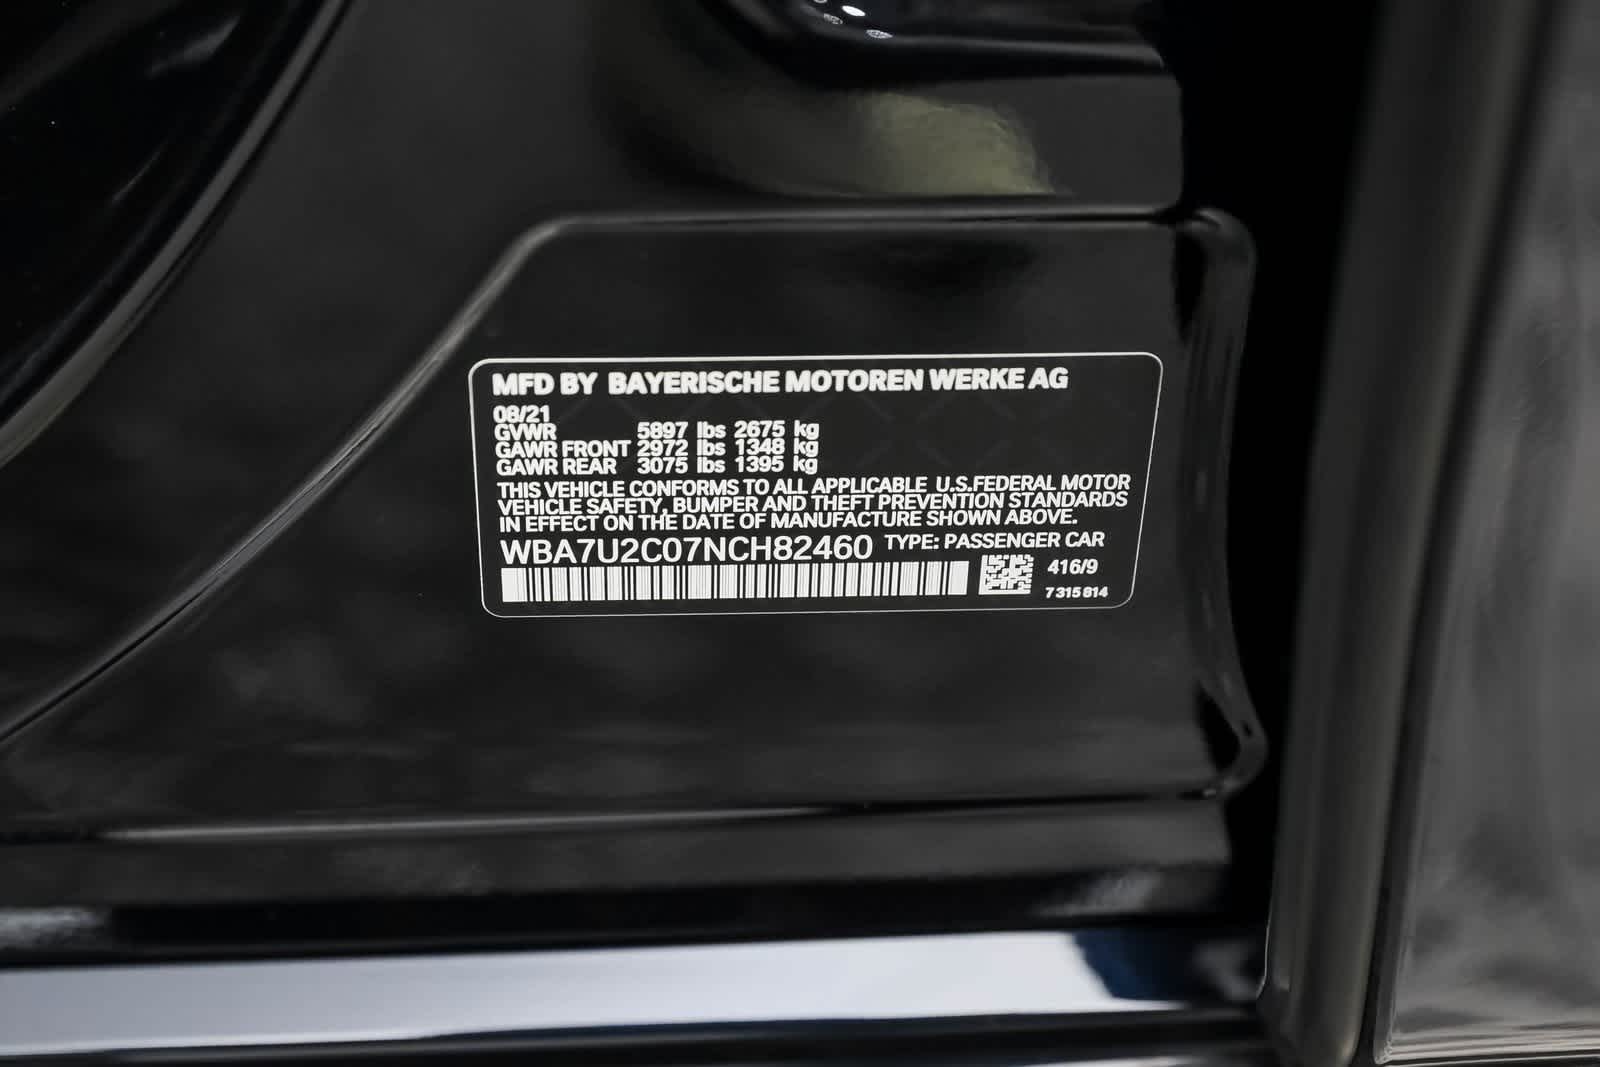 MFD BY BAYERISCHE MOTOREN WERKE AG
08/21
GVWR 5897 lbs 2675 kg
GAWR FRONT 2972 lbs 1348 kg
GAWR REAR 3075 lbs 1395 kg
THIS VEHICLE CONFORMS TO ALL APPLICABLE U.S.FEDERAL MOTOR
VEHICLE SAFETY, BUMPER AND THEFT PREVENTION STANDARDS
IN EFFECT ON THE DATE OF MANUFACTURE SHOWN ABOVE.
WBA7U2C07NCH82460 TYPE: PASSENGER CAR
416/9
7 315 814